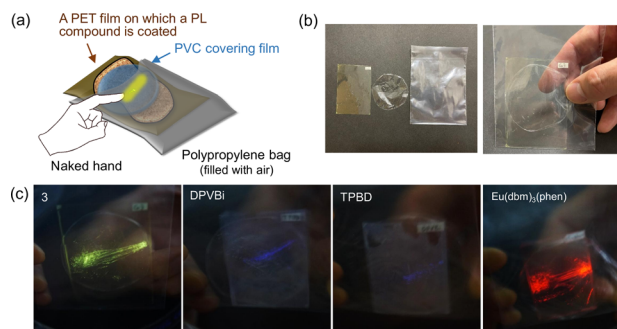 (a)
A PET film on which a PL
compound is coated
PVC covering film
Naked hand
Polypropylene bag
(filled with air)
(b)
(c)
3
DPVBi
TPBD
Eu(dbm)₃(phen)